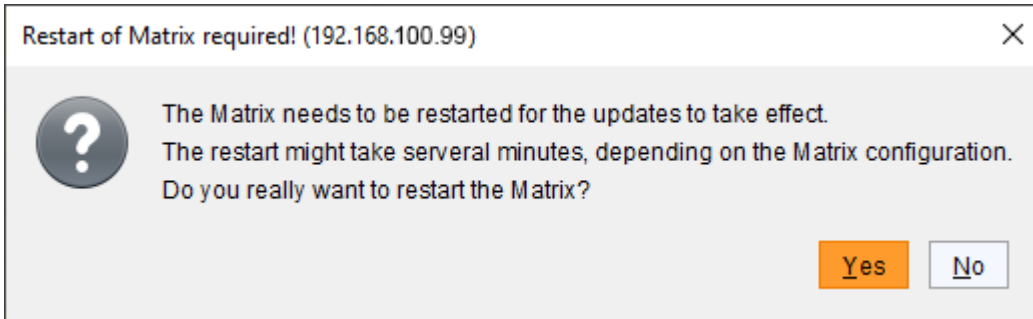 Restart of Matrix required! (192.168.100.99)
The Matrix needs to be restarted for the updates to take effect.
The restart might take serveral minutes, depending on the Matrix configuration.
Do you really want to restart the Matrix?
Yes No